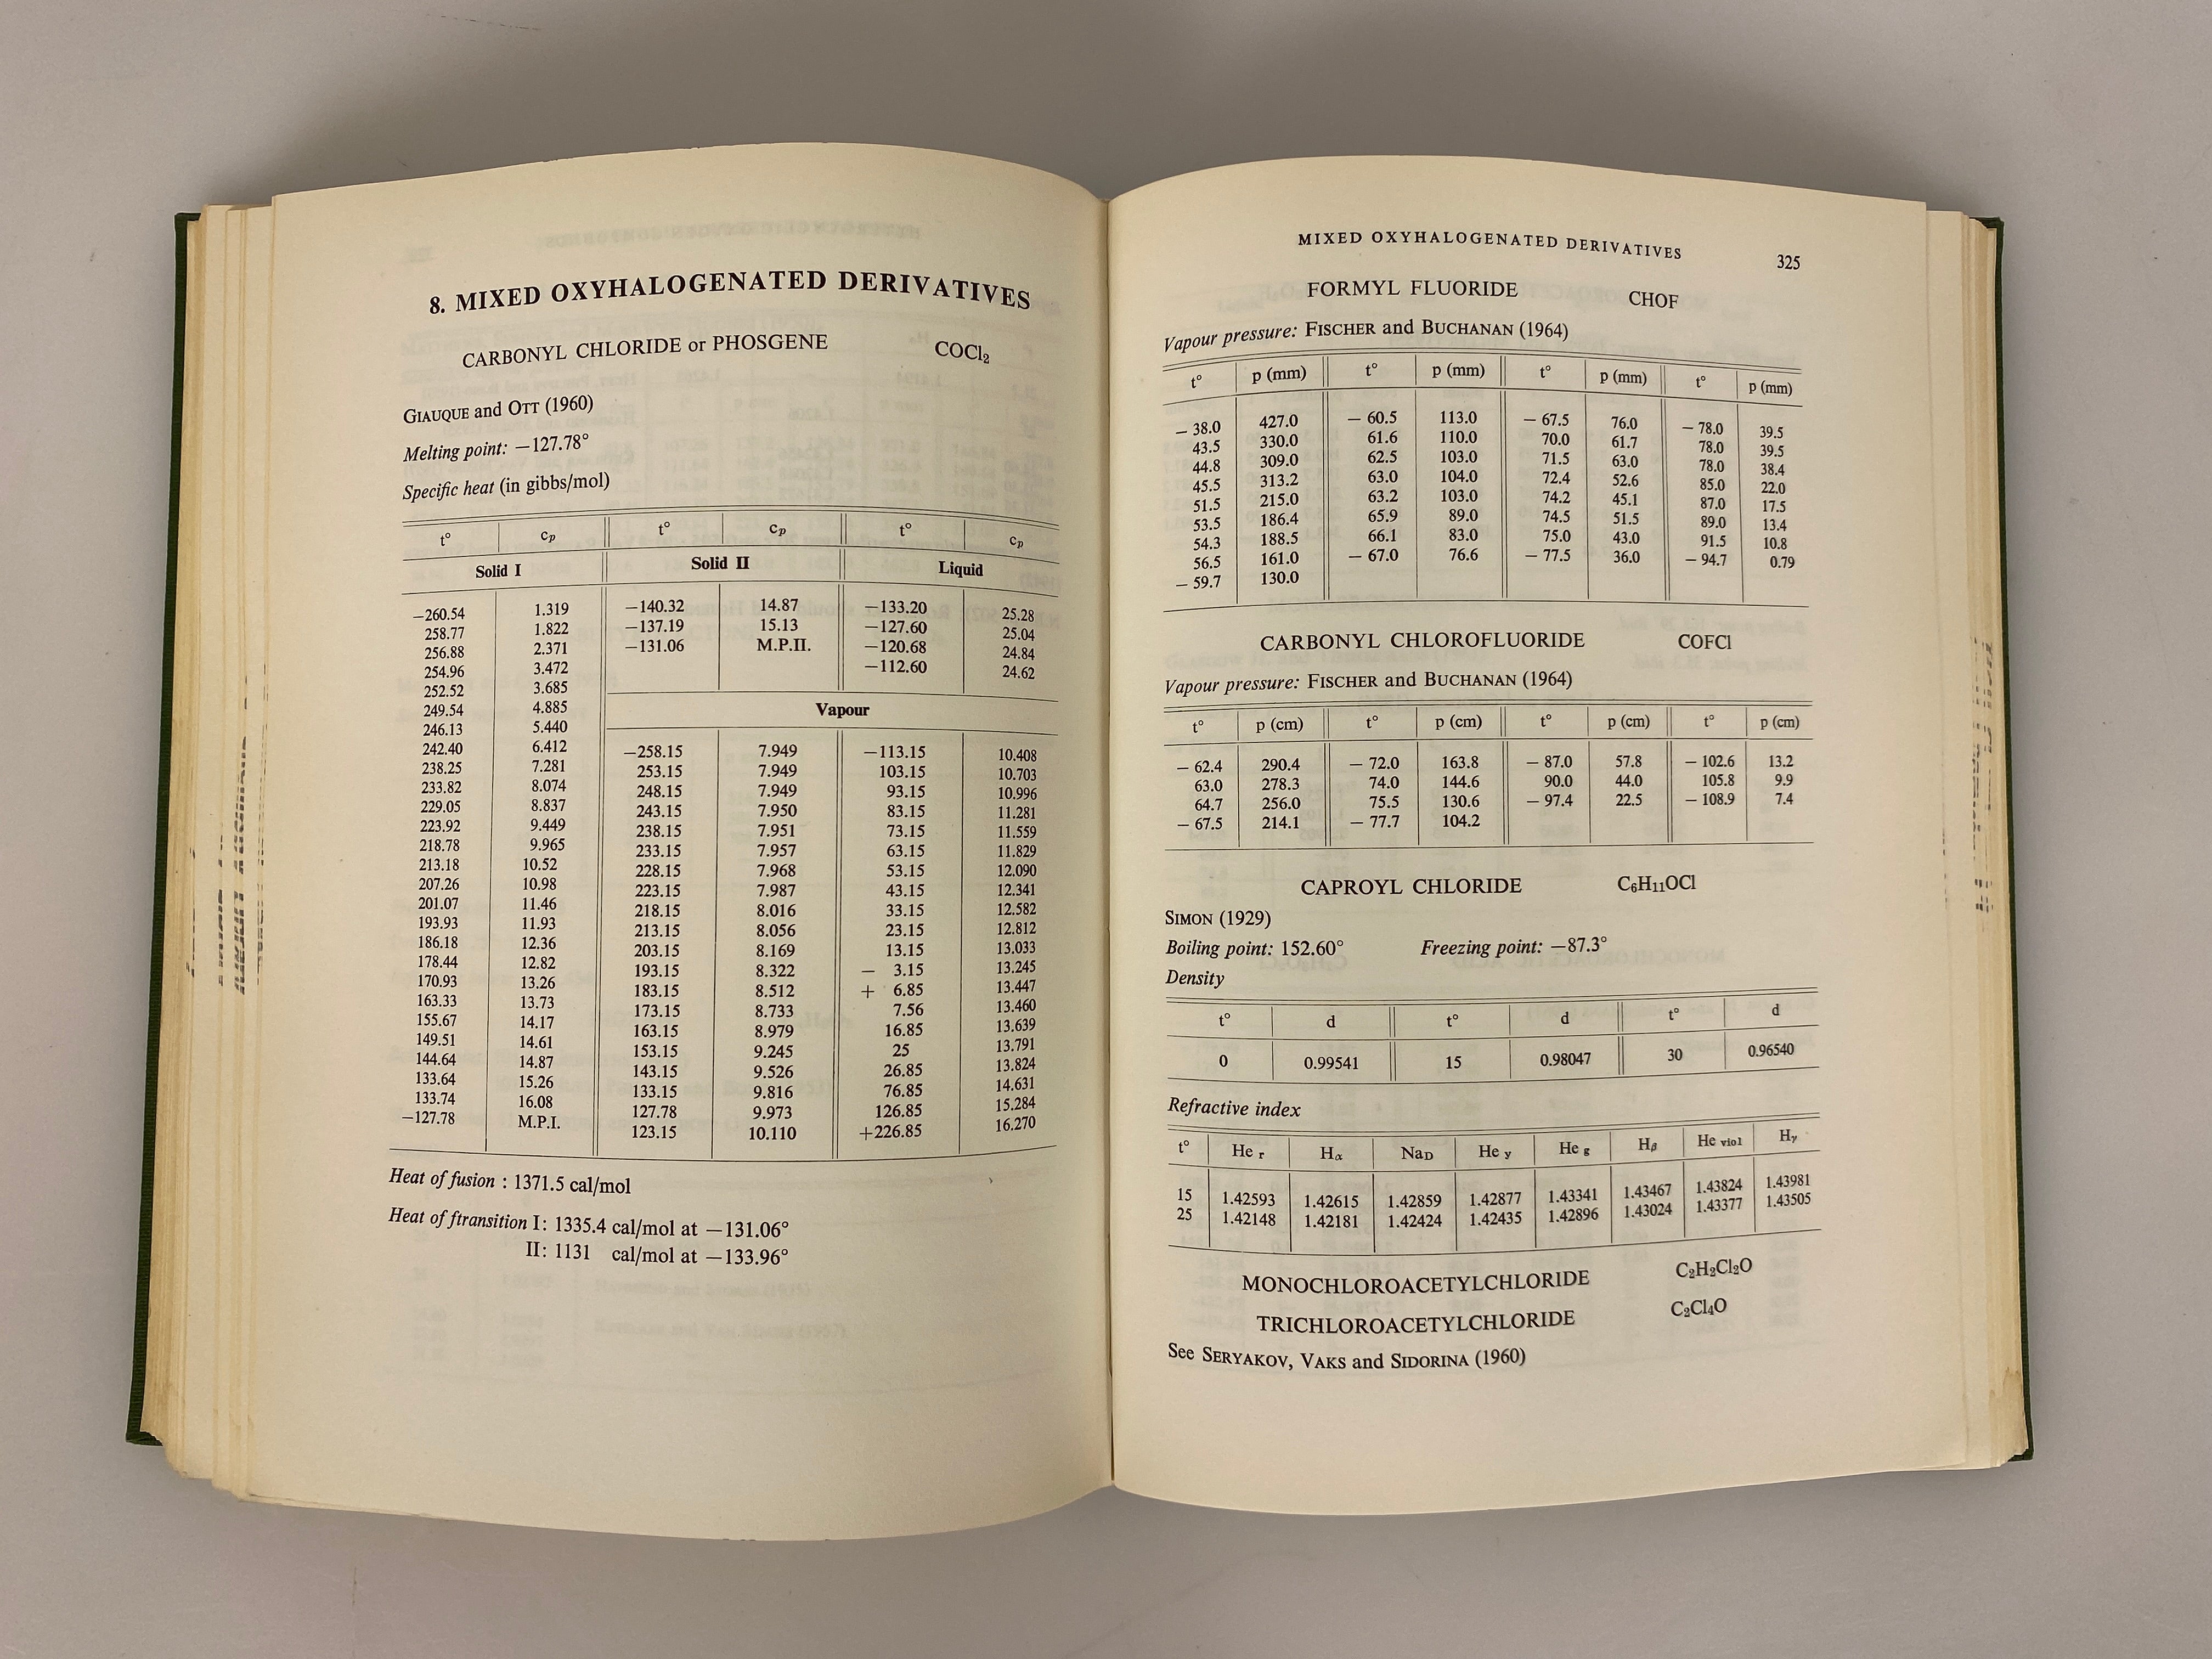 8. MIXED OXYHALOGENATED DERIVATIVES
CARBONYL CHLORIDE or PHOSGENE COCl₂
GIAUQUE and OTT (1960)
Melting point: −127.78°
Specific heat (in gibbs/mol)
t° cp t° cp t° cp
Solid I Solid II Liquid
−260.54 1.319 −140.32 14.87 −133.20 25.28
258.77 1.822 −137.19 15.13 −127.60 25.04
256.88 2.371 −131.06 M.P.II. −120.68 24.84
254.96 3.472 −112.60 24.62
252.52 3.685
249.54 4.885 Vapour
246.13 5.440
242.40 6.412 −258.15 7.949 −113.15 10.408
238.25 7.281 253.15 7.949 103.15 10.703
233.82 8.074 248.15 7.949 93.15 10.996
229.05 8.837 243.15 7.950 83.15 11.281
223.92 9.449 238.15 7.951 73.15 11.559
218.78 9.965 233.15 7.957 63.15 11.829
213.18 10.52 228.15 7.968 53.15 12.090
207.26 10.98 223.15 7.987 43.15 12.341
201.07 11.46 218.15 8.016 33.15 12.582
193.93 11.93 213.15 8.056 23.15 12.812
186.18 12.36 203.15 8.169 13.15 13.033
178.44 12.82 193.15 8.322 − 3.15 13.245
170.93 13.26 183.15 8.512 + 6.85 13.447
163.33 13.73 173.15 8.733 7.56 13.460
155.67 14.17 163.15 8.979 16.85 13.639
149.51 14.61 153.15 9.245 25 13.791
144.64 14.87 143.15 9.526 26.85 13.824
133.64 15.26 133.15 9.816 76.85 14.631
133.74 16.08 127.78 9.973 126.85 15.284
−127.78 M.P.I. 123.15 10.110 +226.85 16.270
Heat of fusion : 1371.5 cal/mol
Heat of ftransition I: 1335.4 cal/mol at −131.06°
II: 1131 cal/mol at −133.96°
MIXED OXYHALOGENATED DERIVATIVES 325
FORMYL FLUORIDE CHOF
Vapour pressure: FISCHER and BUCHANAN (1964)
t° p (mm) t° p (mm) t° p (mm) t° p (mm)
− 38.0 427.0 − 60.5 113.0 − 67.5 76.0 − 78.0 39.5
43.5 330.0 61.6 110.0 70.0 61.7 78.0 39.5
44.8 309.0 62.5 103.0 71.5 63.0 78.0 38.4
45.5 313.2 63.0 104.0 72.4 52.6 85.0 22.0
51.5 215.0 63.2 103.0 74.2 45.1 87.0 17.5
53.5 186.4 65.9 89.0 74.5 51.5 89.0 13.4
54.3 188.5 66.1 83.0 75.0 43.0 91.5 10.8
56.5 161.0 − 67.0 76.6 − 77.5 36.0 − 94.7 0.79
− 59.7 130.0
CARBONYL CHLOROFLUORIDE COFCl
Vapour pressure: FISCHER and BUCHANAN (1964)
t° p (cm) t° p (cm) t° p (cm) t° p (cm)
− 62.4 290.4 − 72.0 163.8 − 87.0 57.8 − 102.6 13.2
63.0 278.3 74.0 144.6 90.0 44.0 105.8 9.9
64.7 256.0 75.5 130.6 − 97.4 22.5 − 108.9 7.4
− 67.5 214.1 − 77.7 104.2
CAPROYL CHLORIDE C₆H₁₁OCl
SIMON (1929)
Boiling point: 152.60° Freezing point: −87.3°
Density
t° d t° d t° d
0 0.99541 15 0.98047 30 0.96540
Refractive index
t° He r Hα NaD He y He g Hβ He viol Hγ
15 1.42593 1.42615 1.42859 1.42877 1.43341 1.43467 1.43824 1.43981
25 1.42148 1.42181 1.42424 1.42435 1.42896 1.43024 1.43377 1.43505
MONOCHLOROACETYLCHLORIDE C₂H₂Cl₂O
TRICHLOROACETYLCHLORIDE C₂Cl₄O
See SERYAKOV, VAKS and SIDORINA (1960)